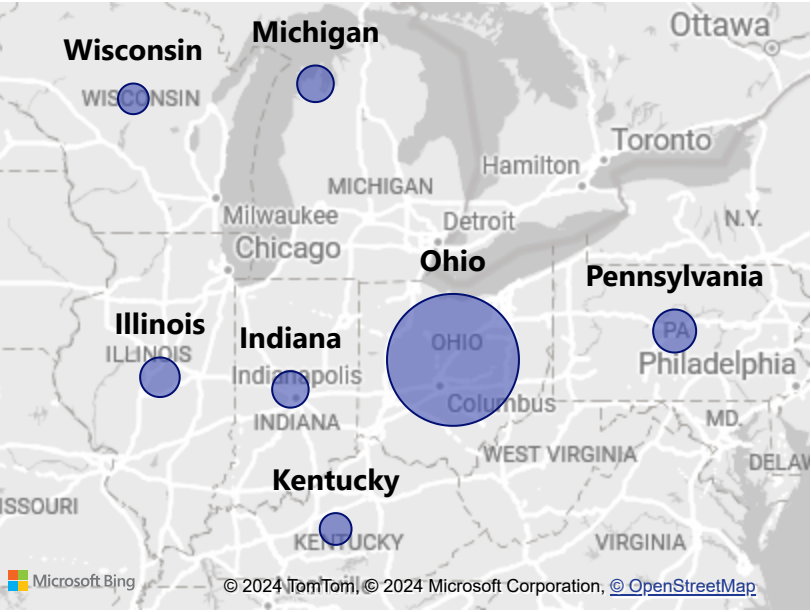 Ottawa
Michigan
Wisconsin
WISCONSIN
Toronto
Hamilton
MICHIGAN
Milwaukee
Detroit
N.Y.
Chicago
Ohio
Pennsylvania
Illinois
Indiana
OHIO
PA
ILLINOIS
Indianapolis
Philadelphia
Columbus
INDIANA
MD.
WEST VIRGINIA
DELAW
Kentucky
ISSOURI
KENTUCKY
VIRGINIA
Microsoft Bing
© 2024 TomTom, © 2024 Microsoft Corporation, © OpenStreetMap